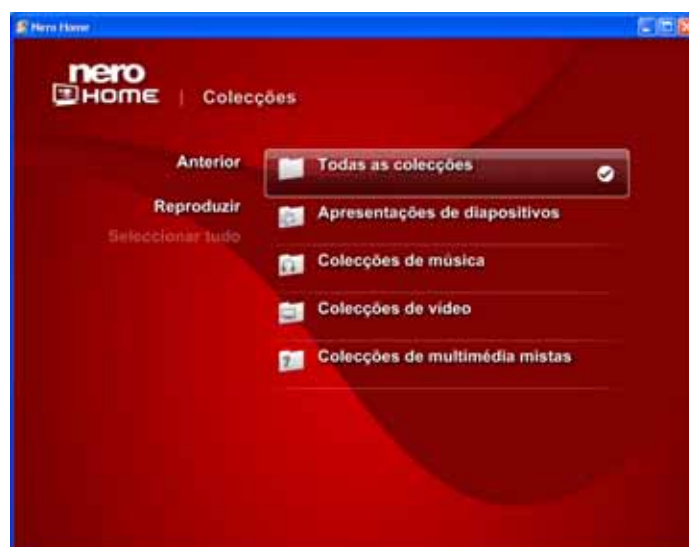 Nero Home
nero
HOME | Colecções
Anterior
Todas as colecções
Reproduzir
Apresentações de diapositivos
Seleccionar tudo
Colecções de música
Colecções de vídeo
Colecções de multimédia mistas